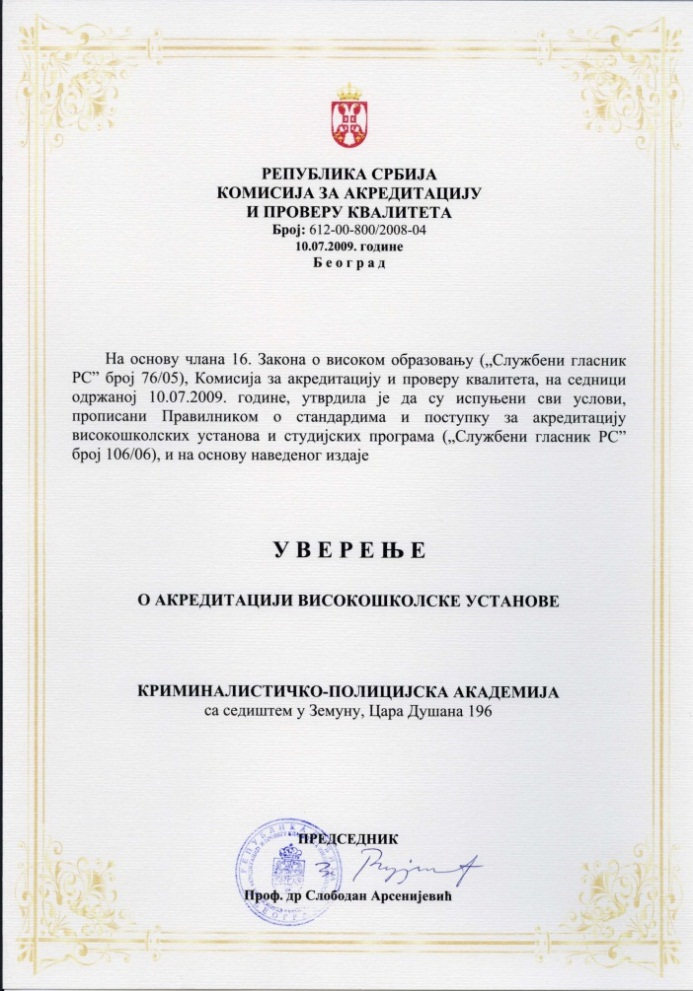 РЕПУБЛИКА СРБИЈА
КОМИСИЈА ЗА АКРЕДИТАЦИЈУ
И ПРОВЕРУ КВАЛИТЕТА
Број: 612-00-800/2008-04
10.07.2009. године
Београд
На основу члана 16. Закона о високом образовању („Службени гласник
РС” број 76/05), Комисија за акредитацију и проверу квалитета, на седници
одржаној 10.07.2009. године, утврдила је да су испуњени сви услови,
прописани Правилником о стандардима и поступку за акредитацију
високошколских установа и студијских програма („Службени гласник РС”
број 106/06), и на основу наведеног издаје
УВЕРЕЊЕ
О АКРЕДИТАЦИЈИ ВИСОКОШКОЛСКЕ УСТАНОВЕ
КРИМИНАЛИСТИЧКО-ПОЛИЦИЈСКА АКАДЕМИЈА
са седиштем у Земуну, Цара Душана 196
ПРЕДСЕДНИК
Проф. др Слободан Арсенијевић